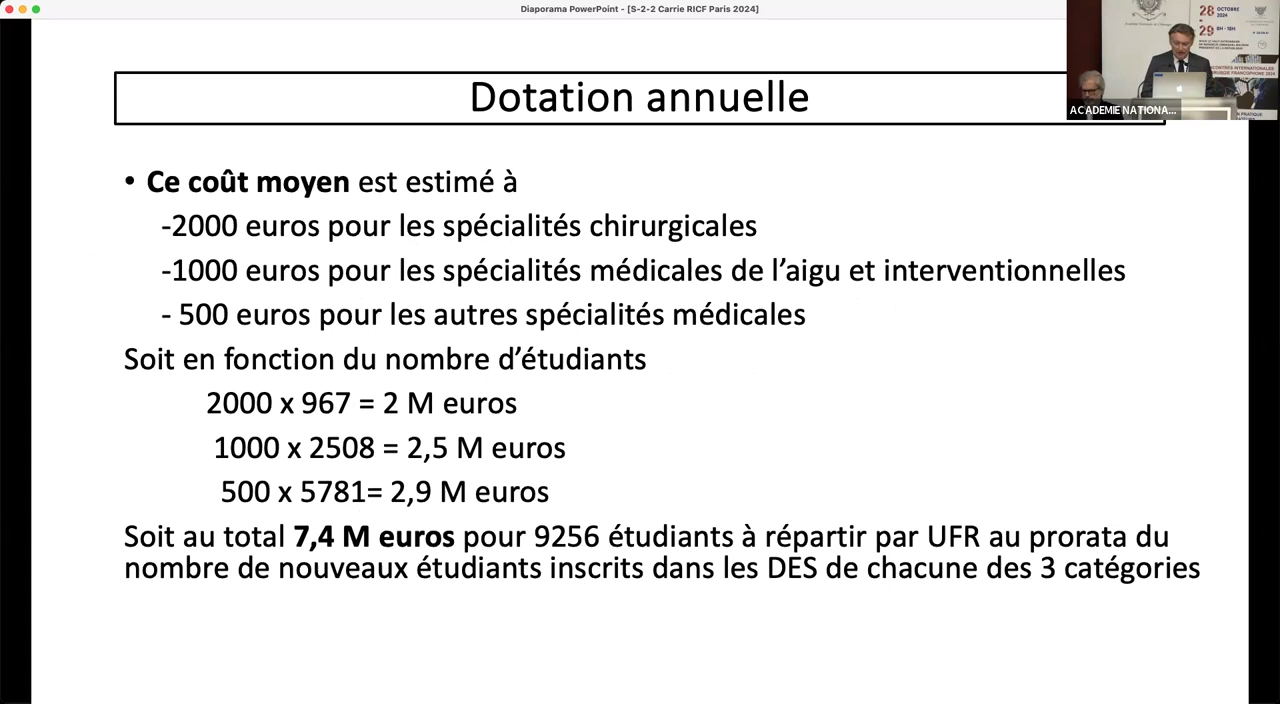 Diaporama PowerPoint - [S-2-2 Carrie RICF Paris 2024]
28 OCTOBRE
2024
29 8H - 18H
ACADEMIE NATIONA...
Dotation annuelle
• Ce coût moyen est estimé à
-2000 euros pour les spécialités chirurgicales
-1000 euros pour les spécialités médicales de l’aigu et interventionnelles
- 500 euros pour les autres spécialités médicales
Soit en fonction du nombre d’étudiants
2000 x 967 = 2 M euros
1000 x 2508 = 2,5 M euros
500 x 5781= 2,9 M euros
Soit au total 7,4 M euros pour 9256 étudiants à répartir par UFR au prorata du
nombre de nouveaux étudiants inscrits dans les DES de chacune des 3 catégories